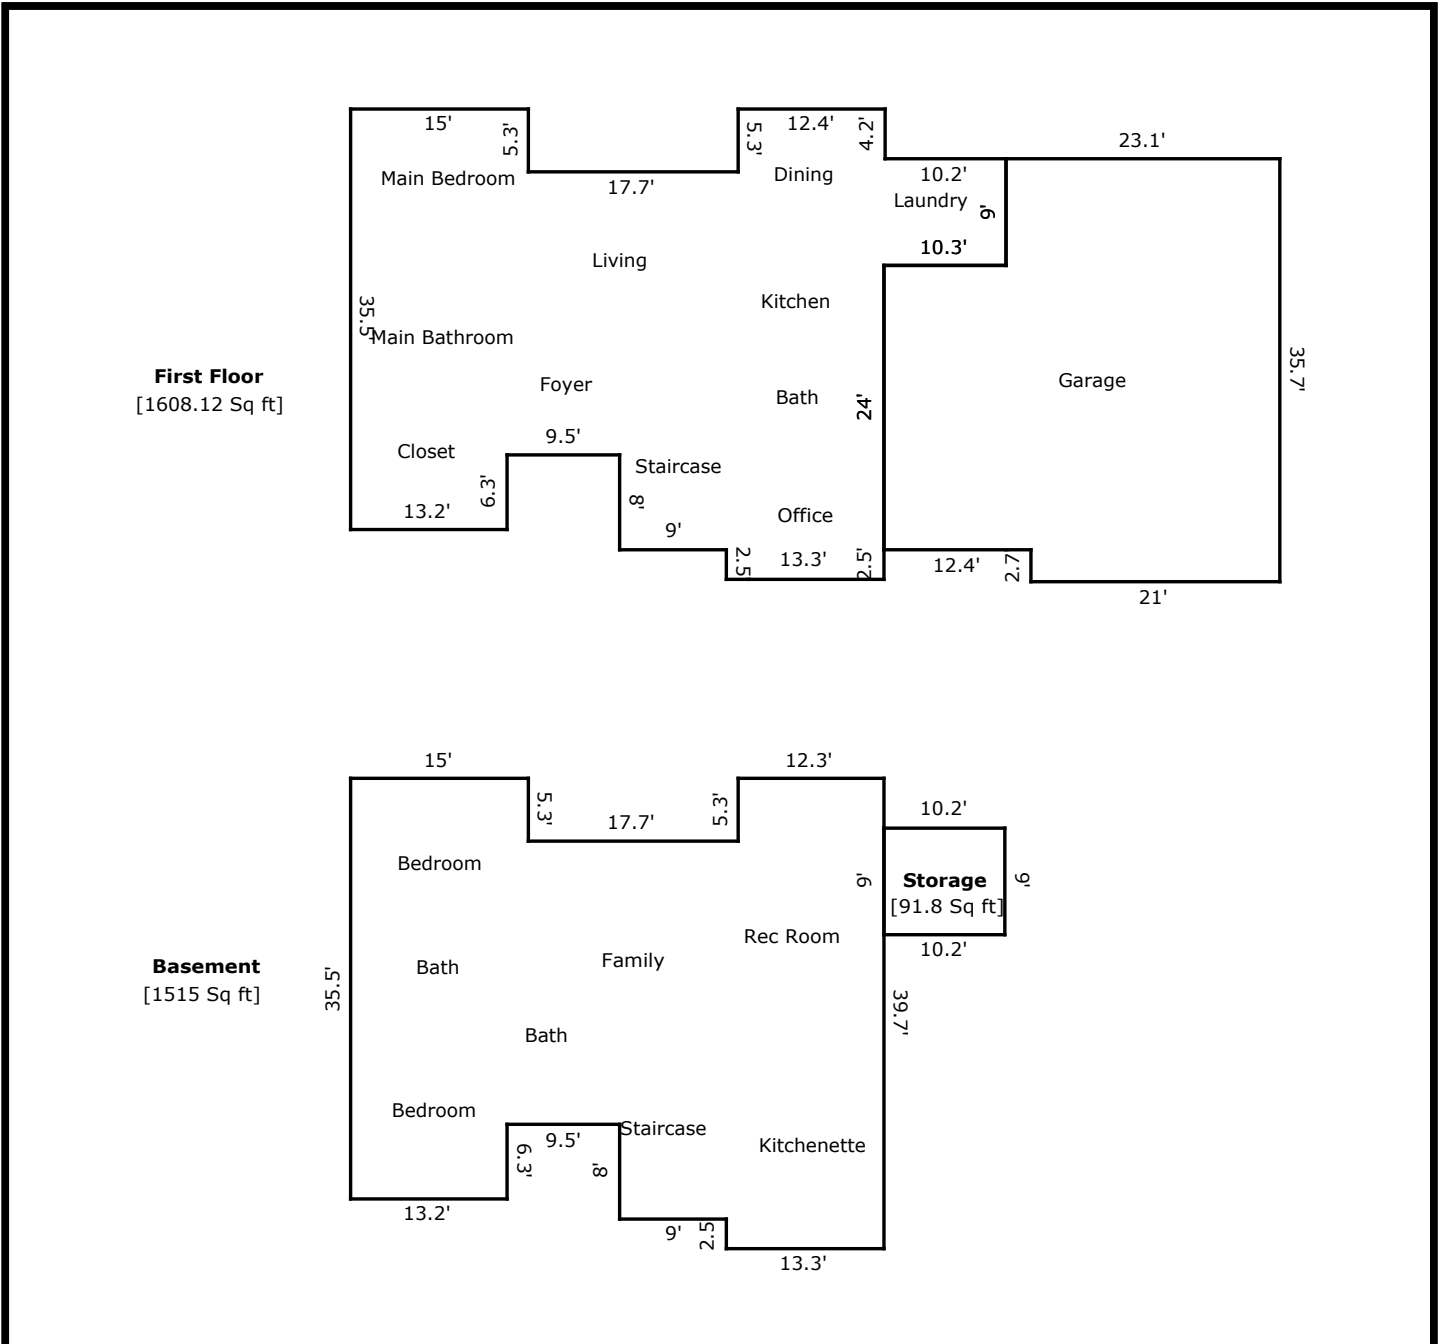 15'
5.3'
5.3'
12.4'
4.2'
23.1'
Main Bedroom
17.7'
Dining
10.2'
Laundry
9'
10.3'
Living
Kitchen
35.5'
Main Bathroom
First Floor
[1608.12 Sq ft]
Foyer
Bath
24'
Garage
35.7'
9.5'
Closet
Staircase
6.3'
8'
13.2'
Office
9'
2.5'
13.3'
2.5'
12.4'
2.7'
21'
15'
12.3'
5.3'
17.7'
5.3'
10.2'
Bedroom
9'
Storage
[91.8 Sq ft]
9'
Rec Room
10.2'
Basement
[1515 Sq ft]
35.5'
Bath
Family
39.7'
Bath
Bedroom
Staircase
9.5'
Kitchenette
6.3'
8'
13.2'
9'
2.5'
13.3'